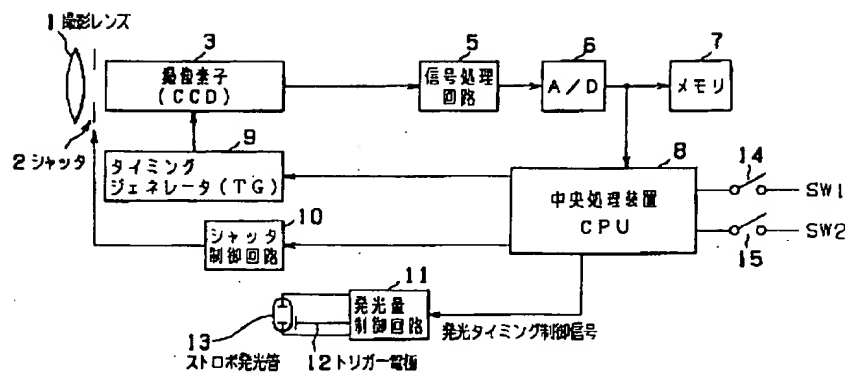 1 撮影レンズ
3
撮像素子
(CCD)
5
信号処理
回路
6
A/D
7
メモリ
2 シャッタ
9
タイミング
ジェネレータ(TG)
8
中央処理装置
CPU
14
SW1
15
SW2
10
シャッタ
制御回路
11
発光量
制御回路
発光タイミング制御信号
13
ストロボ発光管
12 トリガー電極